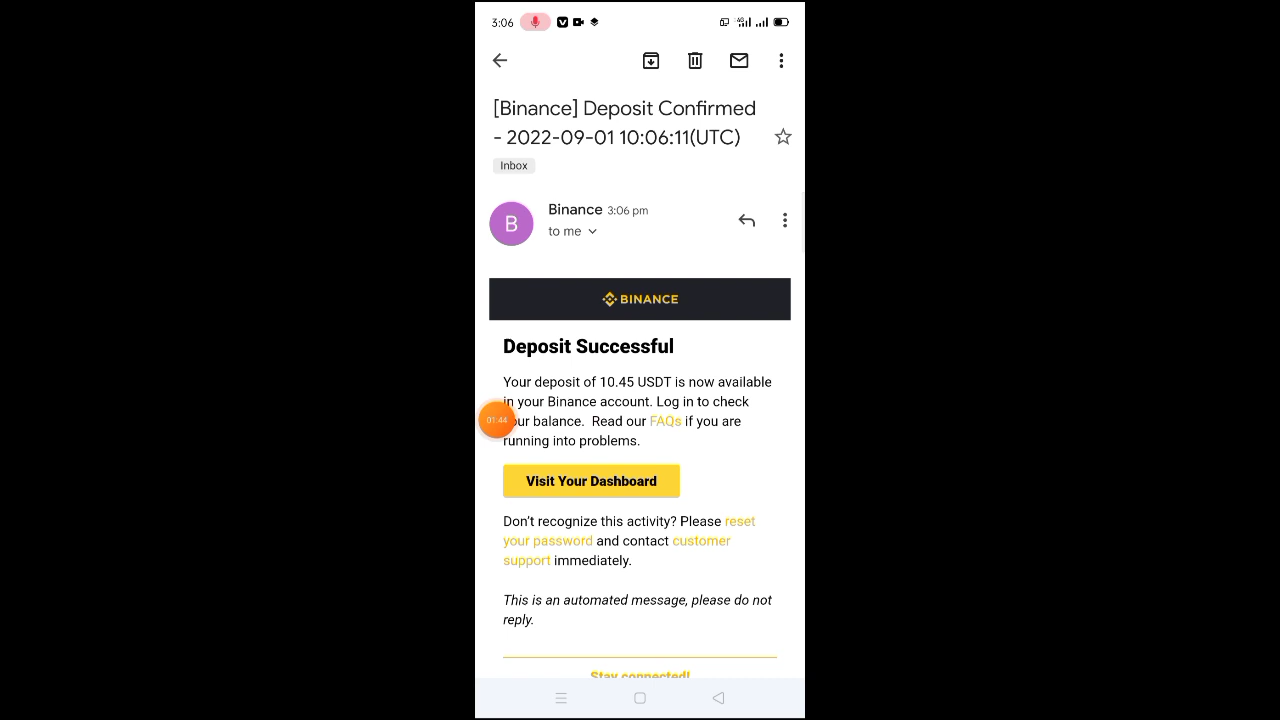 3:06
[Binance] Deposit Confirmed
- 2022-09-01 10:06:11(UTC)
Inbox
B
Binance 3:06 pm
to me
BINANCE
Deposit Successful
Your deposit of 10.45 USDT is now available
in your Binance account. Log in to check
your balance. Read our FAQs if you are
01:44
running into problems.
Visit Your Dashboard
Don't recognize this activity? Please reset
your password and contact customer
support immediately.
This is an automated message, please do not
reply.
Stay connected!